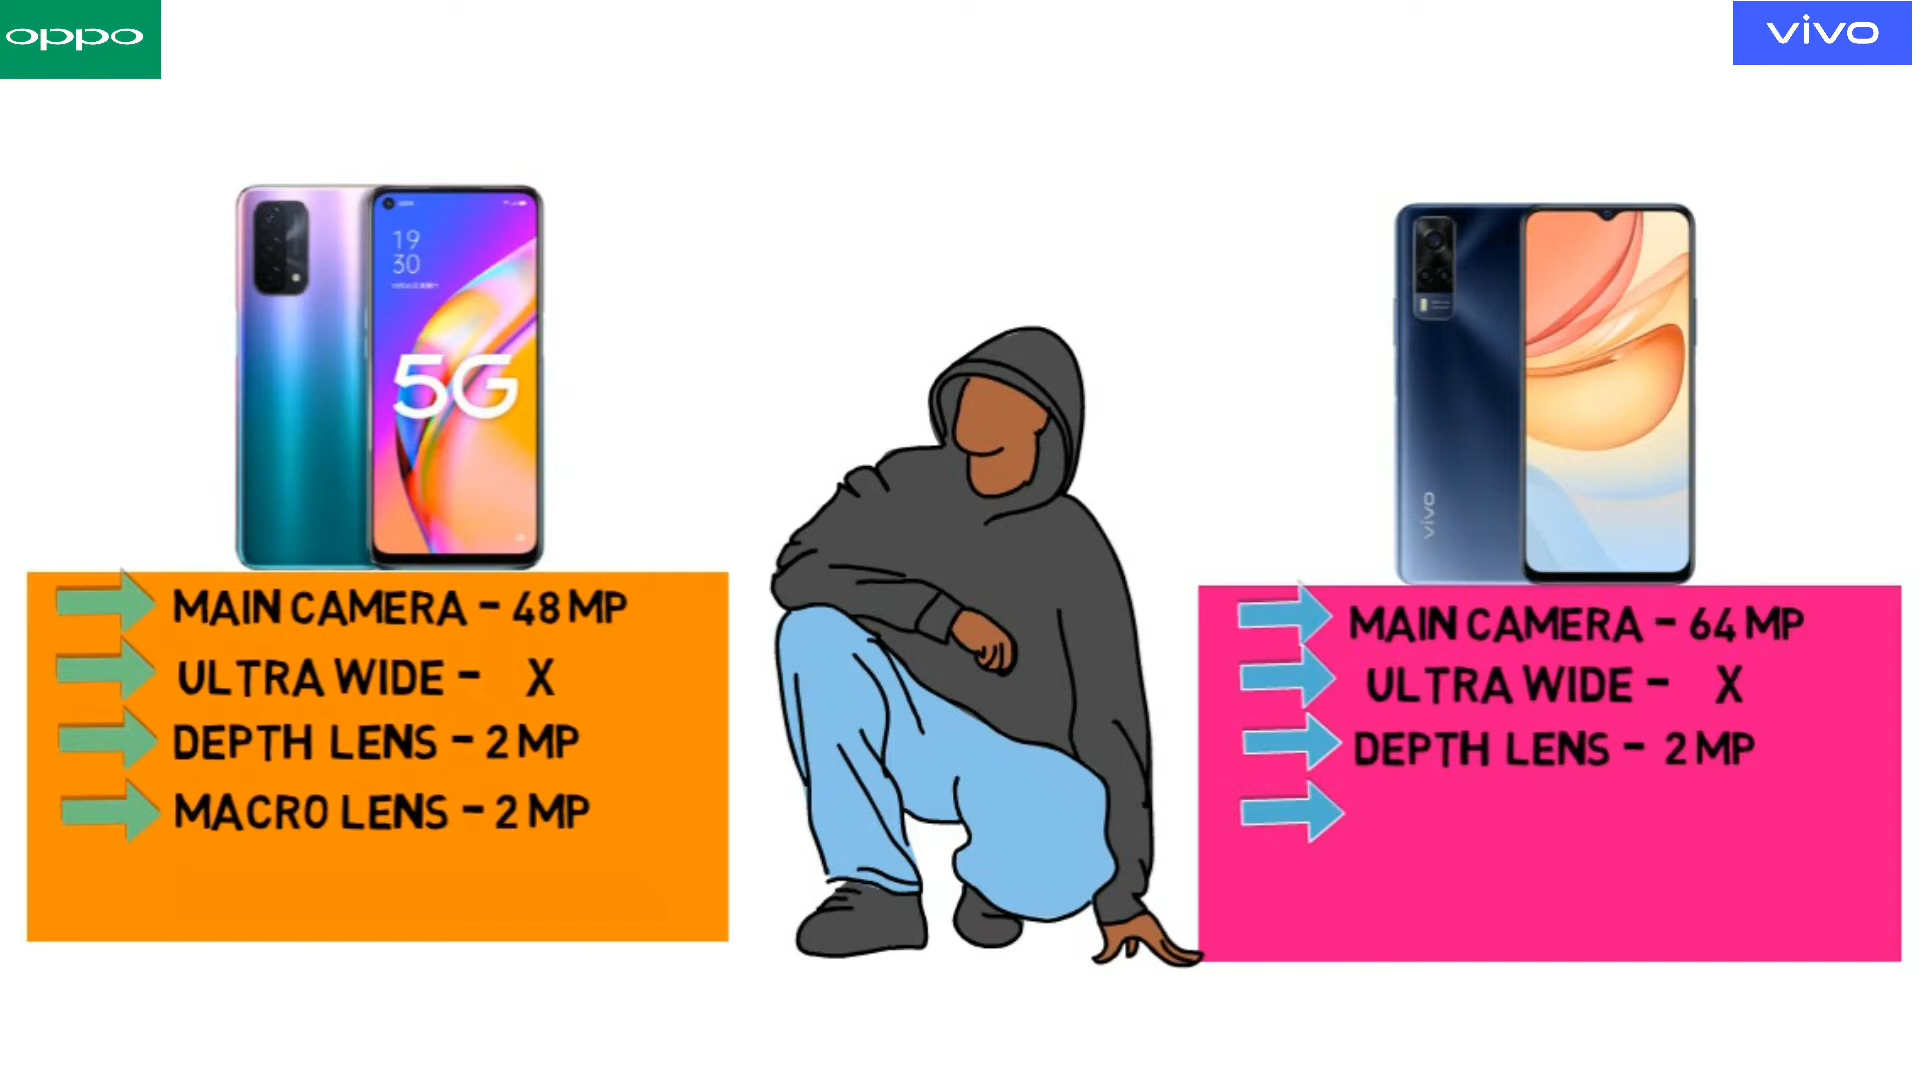 oppo
vivo
19
30
5G
vivo
MAIN CAMERA - 48 MP
ULTRA WIDE - X
DEPTH LENS - 2 MP
MACRO LENS - 2 MP
MAIN CAMERA - 64 MP
ULTRA WIDE - X
DEPTH LENS - 2 MP